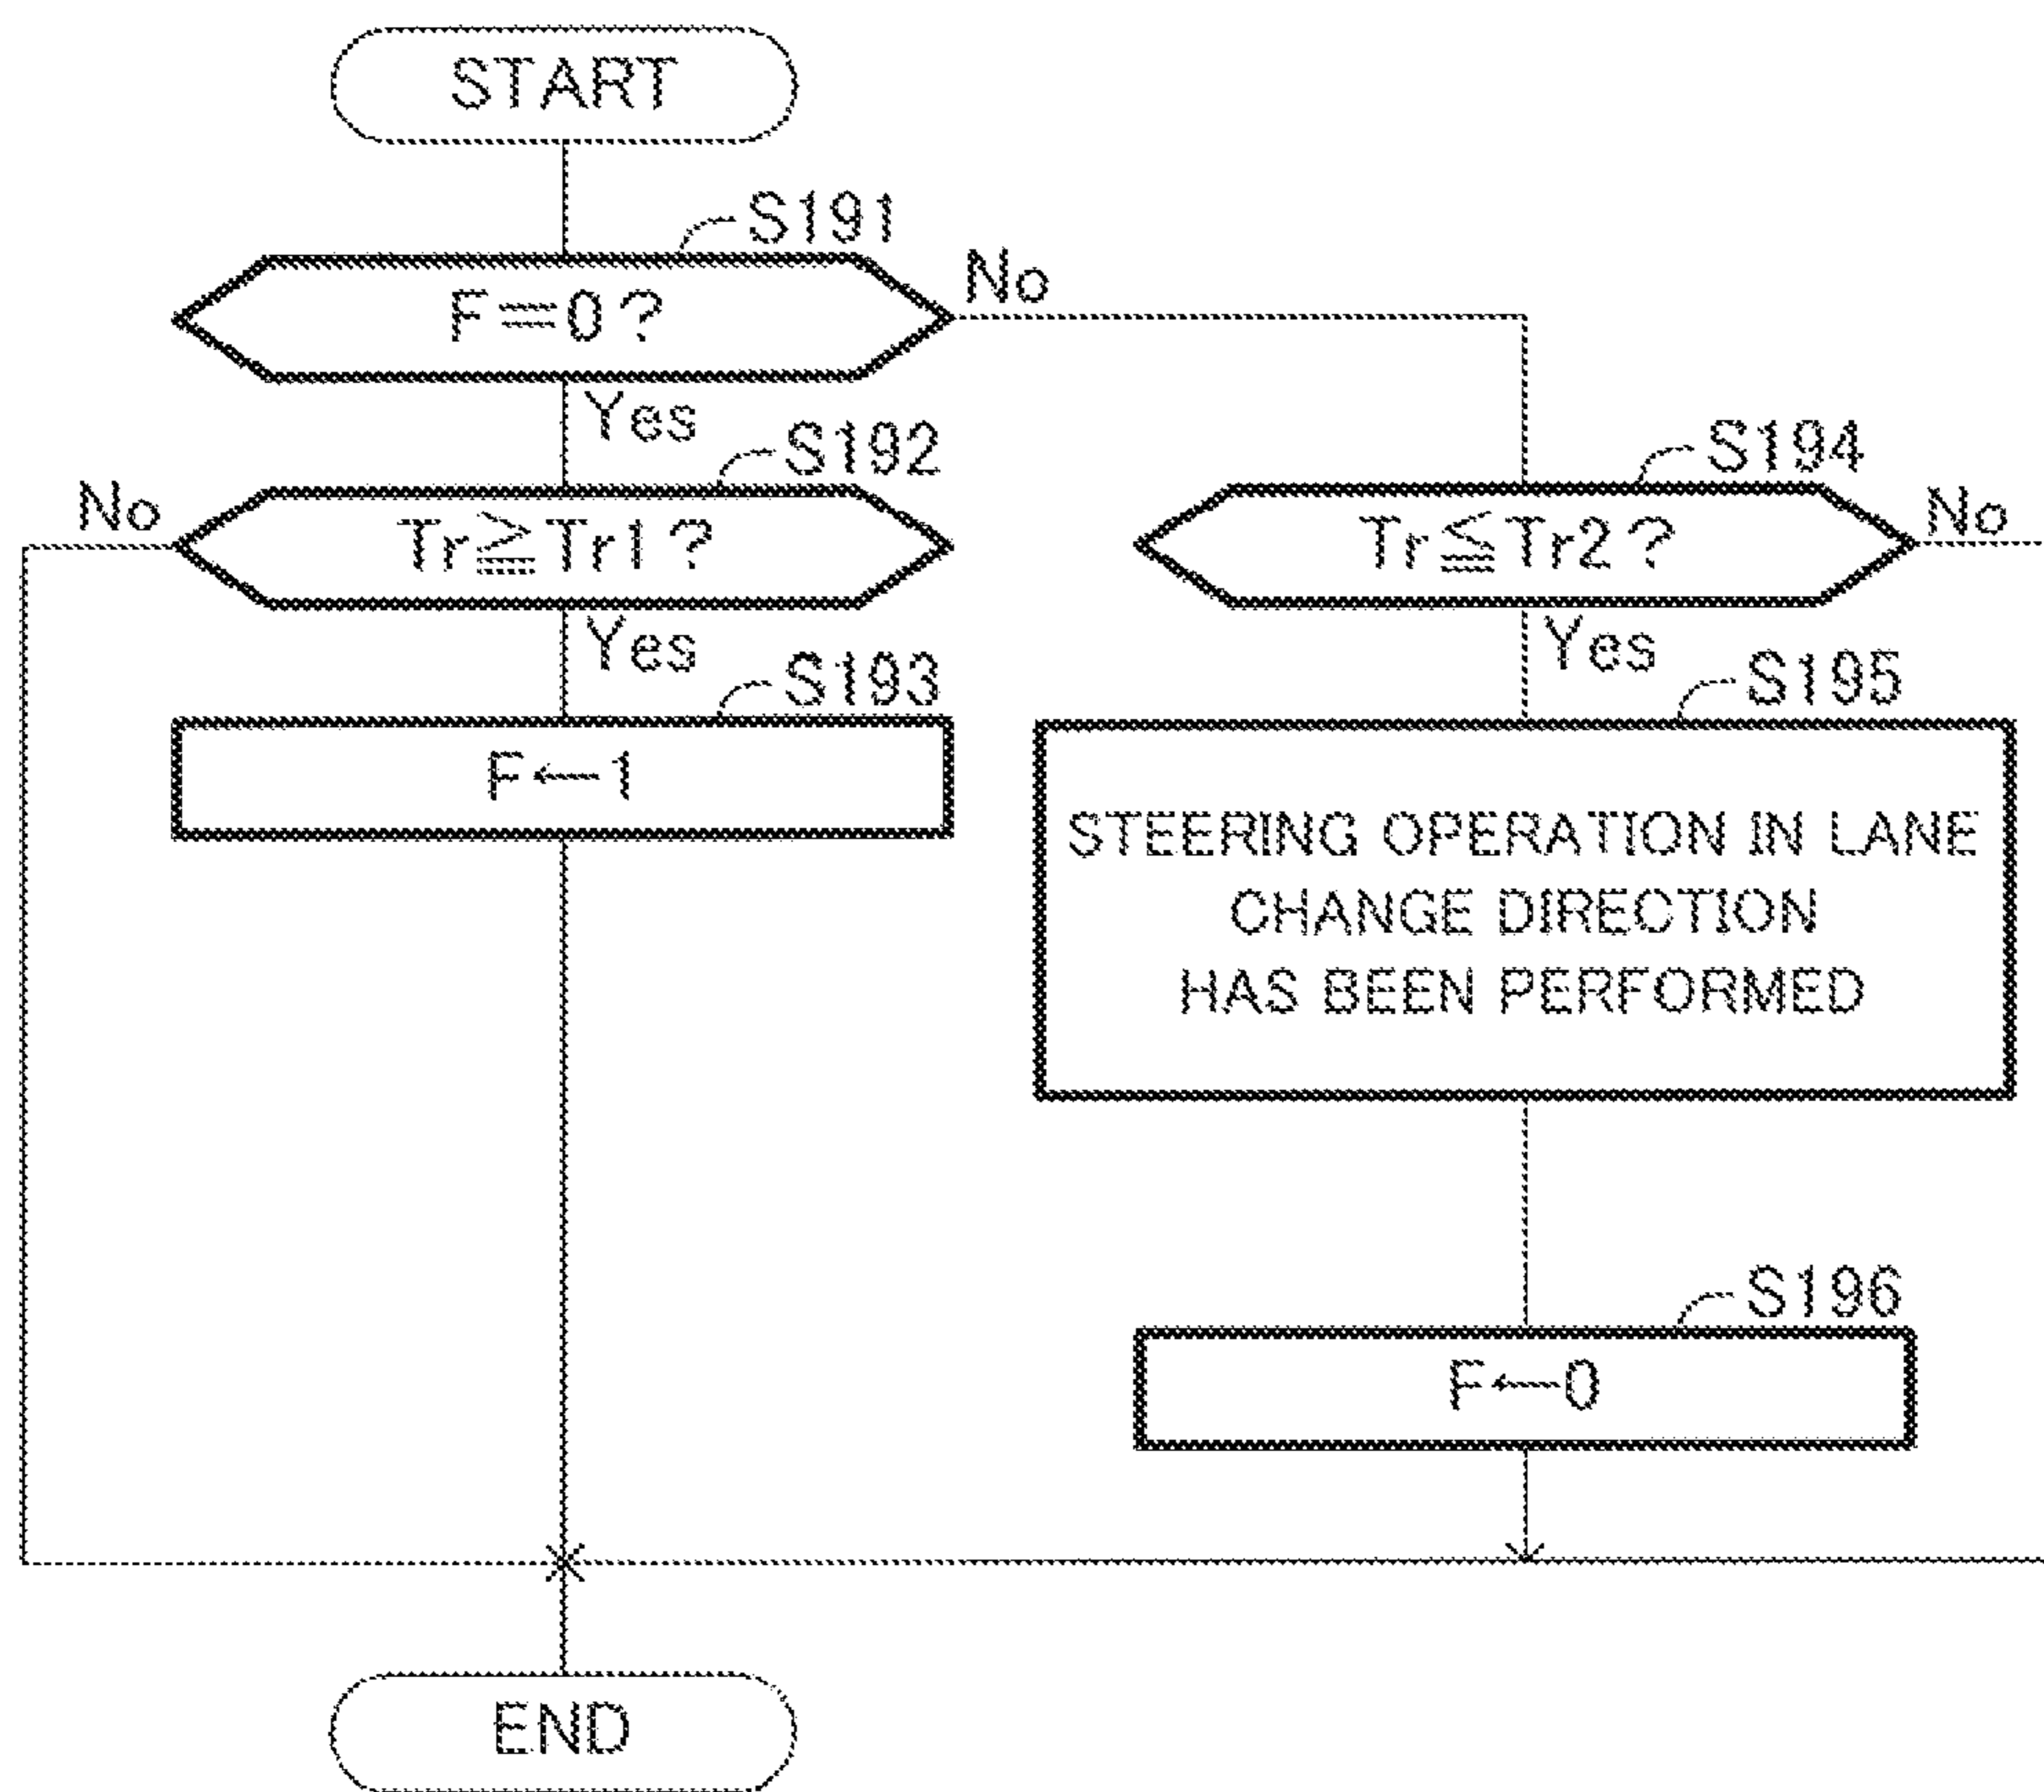 START
S191
F=0?
No
Yes
S192
S194
No
Tr≧Tr1?
Tr≦Tr2?
No
Yes
Yes
S193
S195
F←1
STEERING OPERATION IN LANE
CHANGE DIRECTION
HAS BEEN PERFORMED
S196
F←0
END